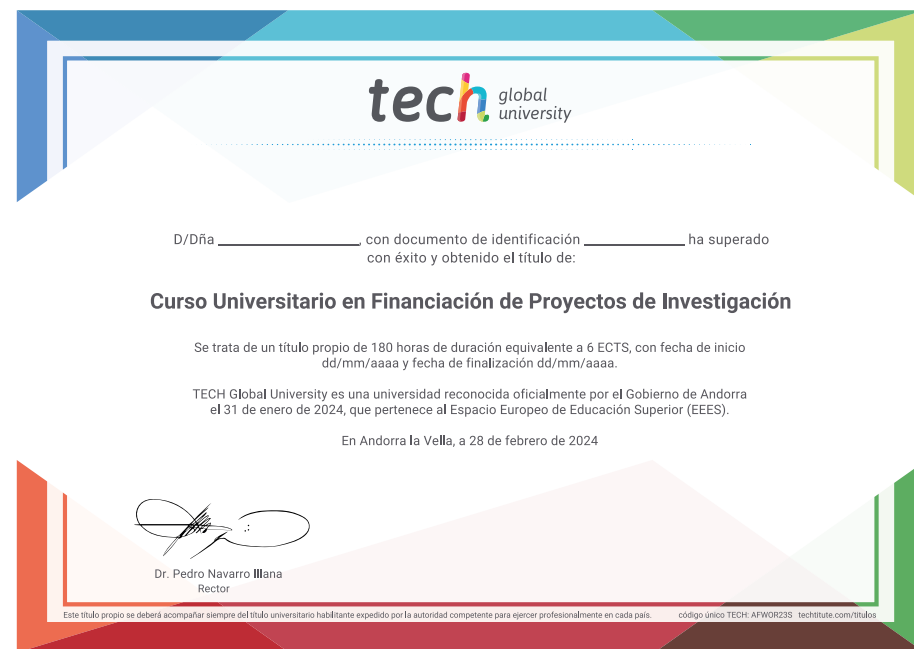 tech global university
D/Dña ______________, con documento de identificación __________ ha superado
con éxito y obtenido el título de:
Curso Universitario en Financiación de Proyectos de Investigación
Se trata de un título propio de 180 horas de duración equivalente a 6 ECTS, con fecha de inicio
dd/mm/aaaa y fecha de finalización dd/mm/aaaa.
TECH Global University es una universidad reconocida oficialmente por el Gobierno de Andorra
el 31 de enero de 2024, que pertenece al Espacio Europeo de Educación Superior (EEES).
En Andorra la Vella, a 28 de febrero de 2024
Dr. Pedro Navarro Illana
Rector
Este título propio se deberá acompañar siempre del título universitario habilitante expedido por la autoridad competente para ejercer profesionalmente en cada país. código único TECH: AFWOR23S techtitute.com/titulos